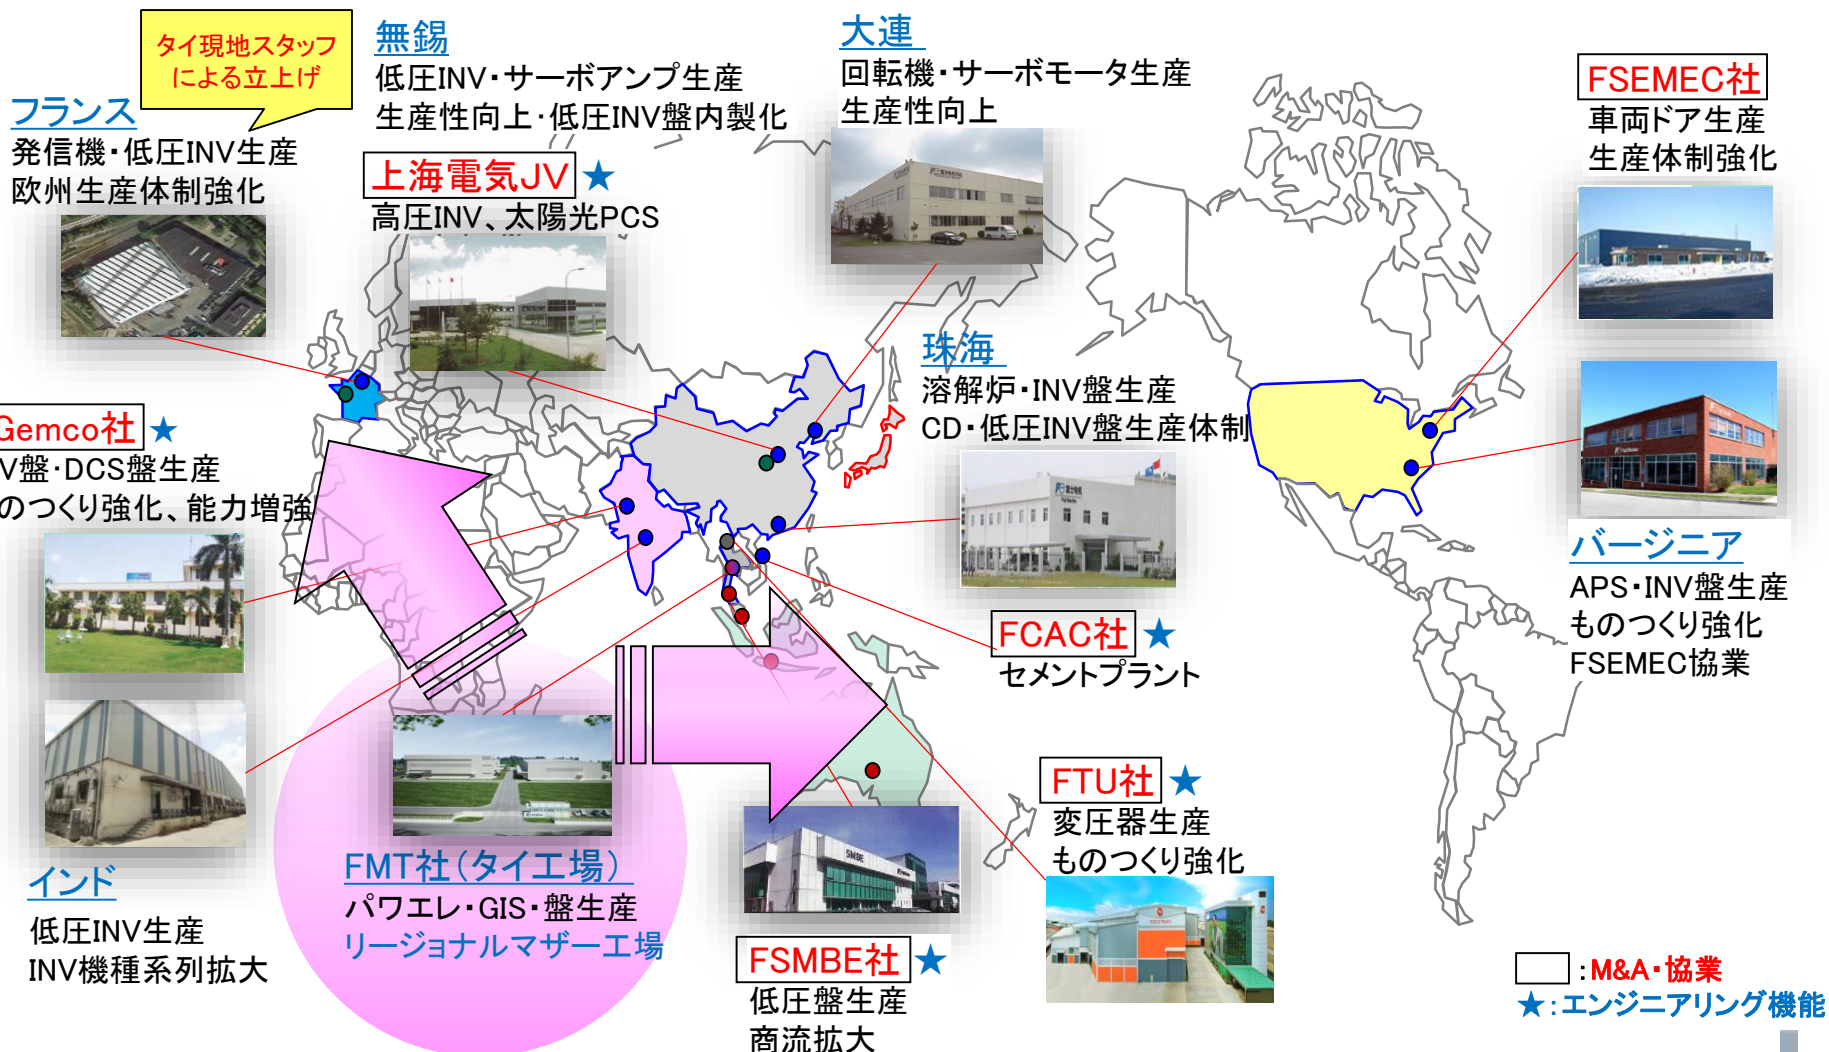 タイ現地スタッフ
による立上げ
フランス
発信機・低圧INV生産
欧州生産体制強化
無錫
低圧INV・サーボアンプ生産
生産性向上・低圧INV盤内製化
上海電気JV ★
高圧INV、太陽光PCS
大連
回転機・サーボモータ生産
生産性向上
FSEMEC社
車両ドア生産
生産体制強化
珠海
溶解炉・INV盤生産
CD・低圧INV盤生産体制
Gemco社 ★
V盤・DCS盤生産
のつくり強化、能力増強
バージニア
APS・INV盤生産
ものつくり強化
FSEMEC協業
FCAC社 ★
セメントプラント
FTU社 ★
変圧器生産
ものつくり強化
インド
低圧INV生産
INV機種系列拡大
FMT社(タイ工場)
パワエレ・GIS・盤生産
リージョナルマザー工場
SMBE
FSMBE社 ★
低圧盤生産
商流拡大
:M&A・協業
★:エンジニアリング機能